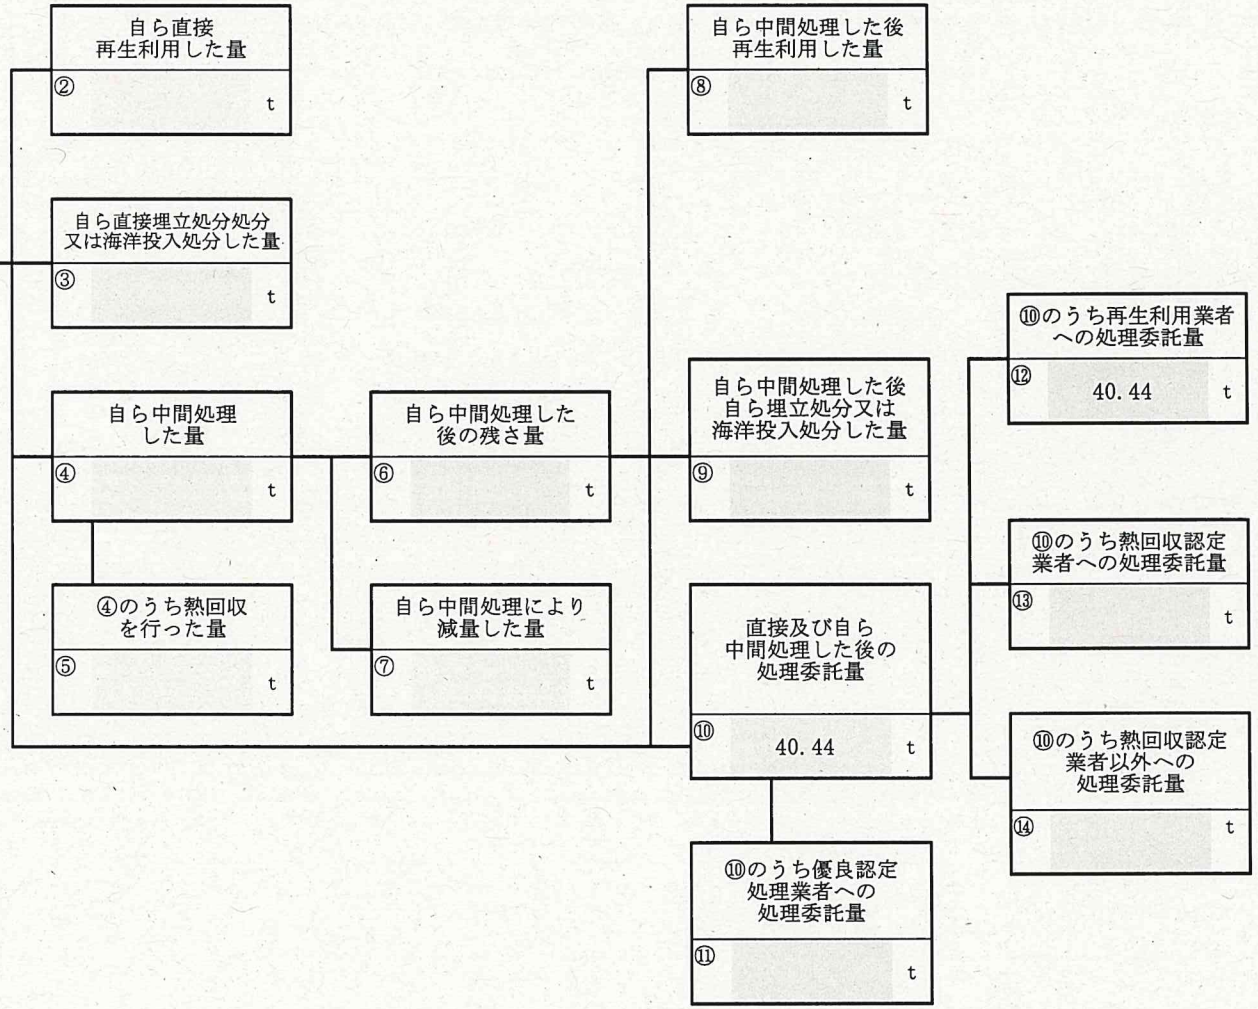 自ら直接
再生利用した量
②
t
自ら中間処理した後
再生利用した量
⑧
t
自ら直接埋立処分処分
又は海洋投入処分した量
③
t
⑩のうち再生利用業者
への処理委託量
⑫
40.44 t
自ら中間処理
した量
④
t
自ら中間処理した
後の残さ量
⑥
t
自ら中間処理した後
自ら埋立処分又は
海洋投入処分した量
⑨
t
⑩のうち熱回収認定
業者への処理委託量
⑬
t
④のうち熱回収
を行った量
⑤
t
自ら中間処理により
減量した量
⑦
t
直接及び自ら
中間処理した後の
処理委託量
⑩
40.44 t
⑩のうち熱回収認定
業者以外への
処理委託量
⑭
t
⑩のうち優良認定
処理業者への
処理委託量
⑪
t